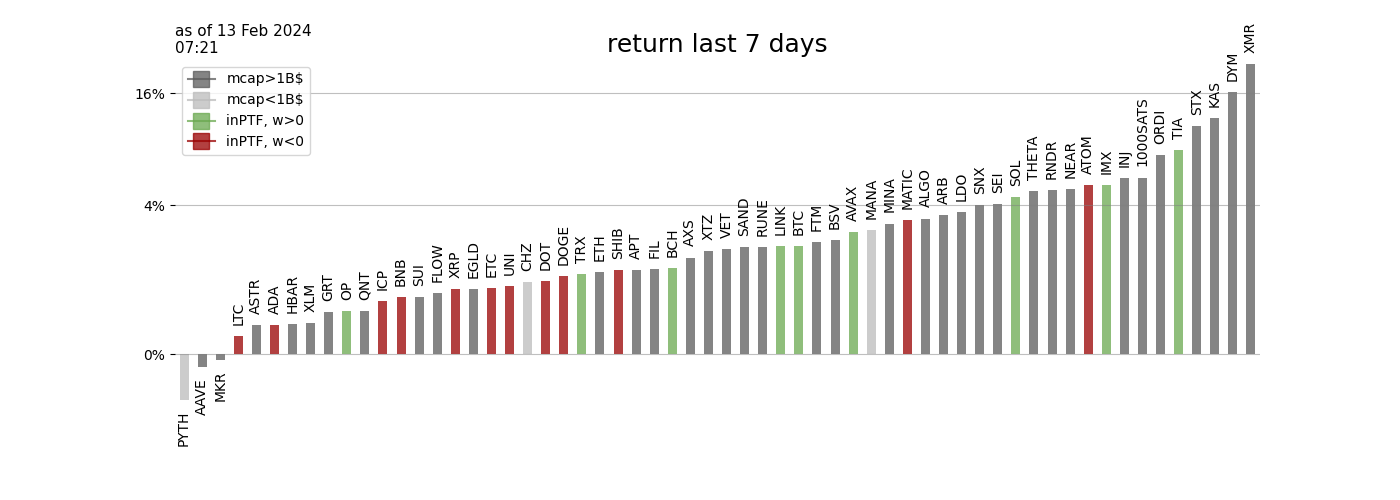 as of 13 Feb 2024
07:21
return last 7 days
mcap>1B$
mcap<1B$
inPTF, w>0
inPTF, w<0
16%
4%
0%
PYTH
AAVE
MKR
LTC
ASTR
ADA
HBAR
XLM
GRT
OP
QNT
ICP
BNB
SUI
FLOW
XRP
EGLD
ETC
UNI
CHZ
DOT
DOGE
TRX
ETH
SHIB
APT
FIL
BCH
AXS
XTZ
VET
SAND
RUNE
LINK
BTC
FTM
BSV
AVAX
MANA
MINA
MATIC
ALGO
ARB
LDO
SNX
SEI
SOL
THETA
RNDR
NEAR
ATOM
IMX
INJ
1000SATS
ORDI
TIA
STX
KAS
DYM
XMR